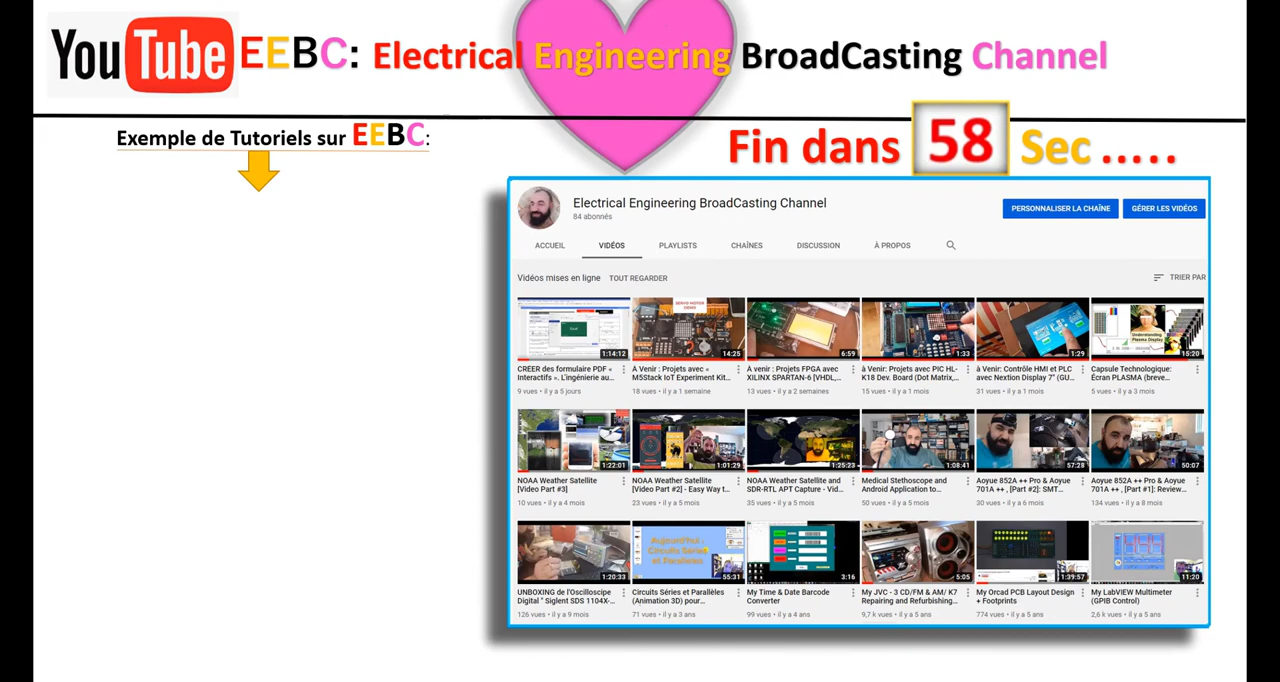 YouTube EEBC: Electrical Engineering BroadCasting Channel
Exemple de Tutoriels sur EEBC:
Fin dans 58 Sec .....
Electrical Engineering BroadCasting Channel
84 abonnés
PERSONNALISER LA CHAÎNE GÉRER LES VIDÉOS
ACCUEIL VIDÉOS PLAYLISTS CHAÎNES DISCUSSION À PROPOS
Vidéos mises en ligne TOUT REGARDER TRIER PAR
SERVO MOTOR
Understanding
Plasma Display
1:14:12 14:25 6:59 1:33 1:29 15:20
CRÉER des formulaire PDF «
Interactifs ». L'ingénierie au...
9 vues • il y a 5 jours
À Venir : Projets avec «
M5Stack IoT Experiment Kit...
18 vues • il y a 1 semaine
À venir : Projets FPGA avec
XILINX SPARTAN-6 [VHDL,...
13 vues • il y a 2 semaines
à Venir: Projets avec PIC HL-
K18 Dev. Board (Dot Matrix,...
15 vues • il y a 1 mois
à Venir: Contrôle HMI et PLC
avec Nextion Display 7" (GU...
31 vues • il y a 1 mois
Capsule Technologique:
Écran PLASMA (breve...
5 vues • il y a 3 mois
1:22:01 1:01:29 1:25:23 1:08:41 57:28 50:07
NOAA Weather Satellite
[Video Part #3]
10 vues • il y a 4 mois
NOAA Weather Satellite
[Video Part #2] - Easy Way t...
23 vues • il y a 5 mois
NOAA Weather Satellite and
SDR-RTL APT Capture - Vid...
35 vues • il y a 5 mois
Medical Stethoscope and
Android Application to...
50 vues • il y a 5 mois
Aoyue 852A ++ Pro & Aoyue
701A ++ , [Part #2]: SMT...
30 vues • il y a 6 mois
Aoyue 852A ++ Pro & Aoyue
701A ++ , [Part #1]: Review...
134 vues • il y a 8 mois
Aujourd'hui :
Circuits Séries
et Parallèles
1:20:33 55:31 3:16 5:05 1:39:57 11:20
UNBOXING de l'Oscilloscope
Digital " Siglent SDS 1104X-...
126 vues • il y a 9 mois
Circuits Séries et Parallèles
(Animation 3D) pour...
71 vues • il y a 3 ans
My Time & Date Barcode
Converter
99 vues • il y a 4 ans
My JVC - 3 CD/FM & AM/ K7
Repairing and Refurbishing...
9,7 k vues • il y a 5 ans
My Orcad PCB Layout Design
+ Footprints
774 vues • il y a 5 ans
My LabVIEW Multimeter
(GPIB Control)
2,6 k vues • il y a 5 ans